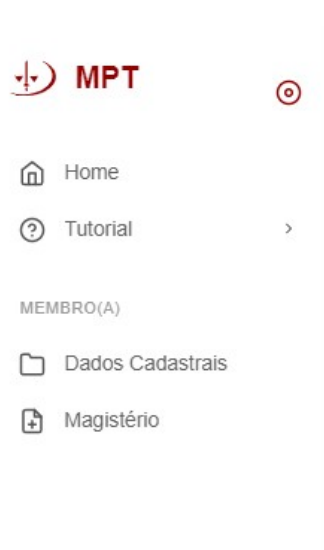 MPT
Home
Tutorial
MEMBRO(A)
Dados Cadastrais
Magistério